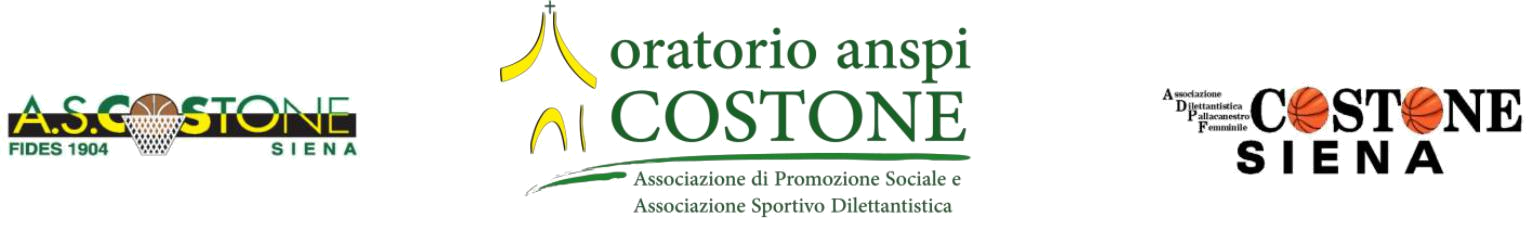 A.S.COSTONE
FIDES 1904 SIENA
oratorio anspi
COSTONE
Associazione di Promozione Sociale e
Associazione Sportivo Dilettantistica
Associazione
Dilettantistica
Pallacanestro
Femminile
COSTONE
SIENA